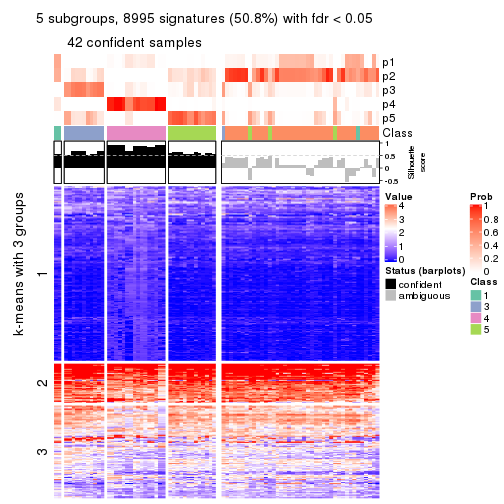 5 subgroups, 8995 signatures (50.8%) with fdr < 0.05
42 confident samples
p1
p2
p3
p4
p5
Class
1
0.5
0
-0.5
Silhouette
score
k-means with 3 groups
1
2
3
Value
4
3
2
1
0
Status (barplots)
confident
ambiguous
Prob
1
0.8
0.6
0.4
0.2
0
Class
1
3
4
5